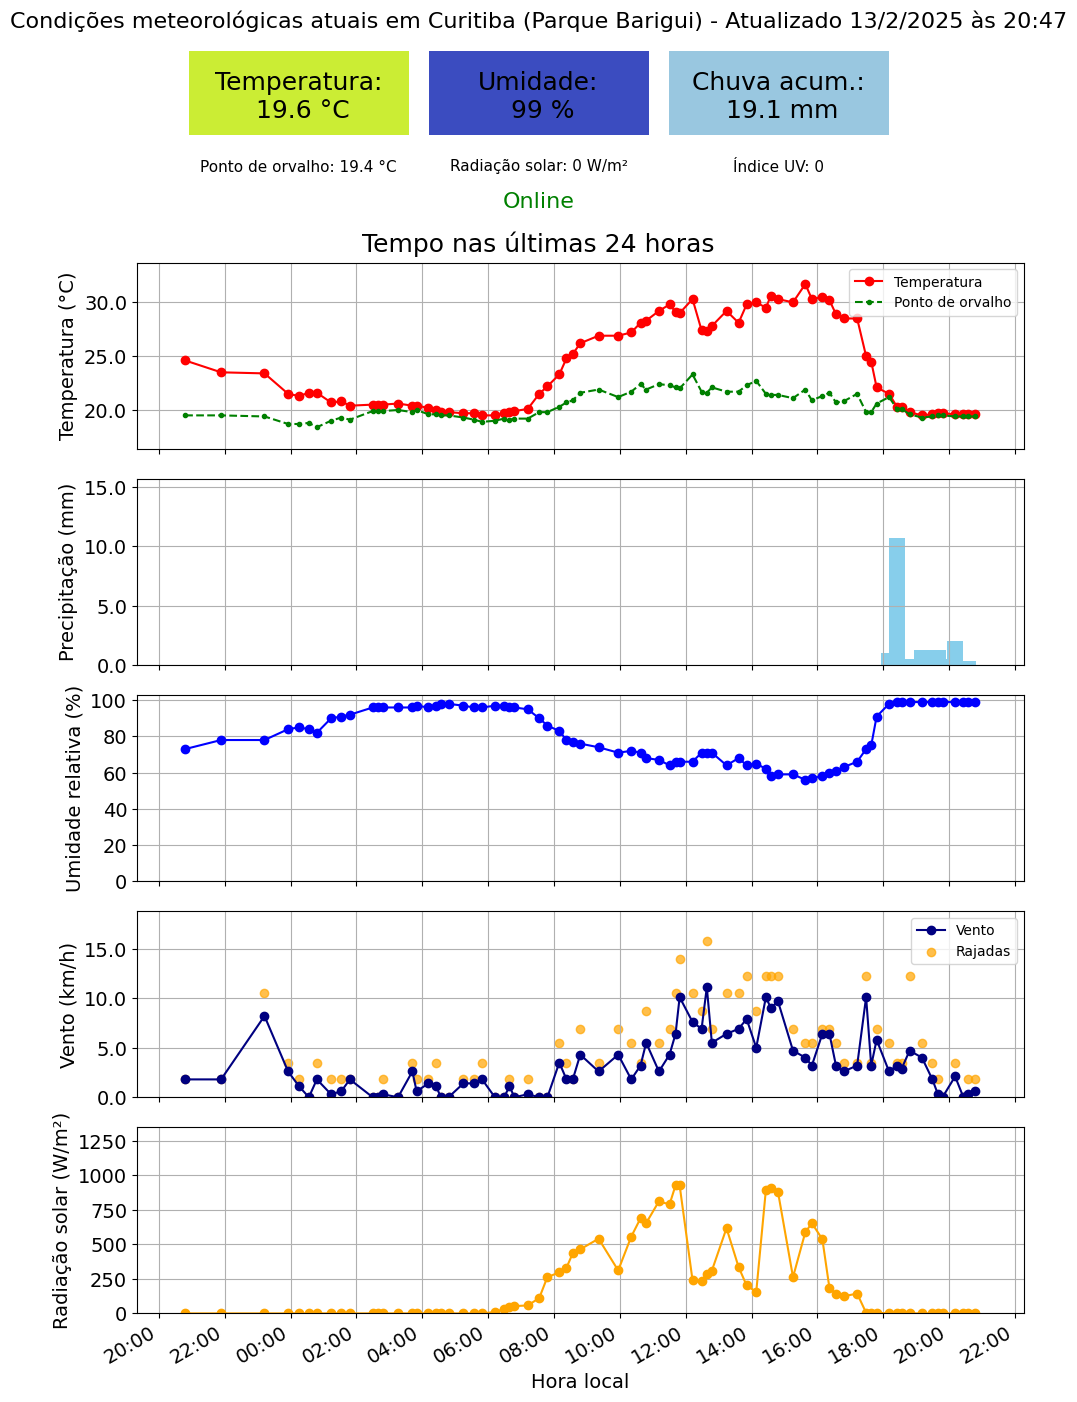 Condições meteorológicas atuais em Curitiba (Parque Barigui) - Atualizado 13/2/2025 às 20:47
Temperatura:
19.6 °C
Umidade:
99 %
Chuva acum.:
19.1 mm
Ponto de orvalho: 19.4 °C
Radiação solar: 0 W/m²
Índice UV: 0
Online
Tempo nas últimas 24 horas
Temperatura (°C)
30.0
25.0
20.0
Temperatura
Ponto de orvalho
Precipitação (mm)
15.0
10.0
5.0
0.0
Umidade relativa (%)
100
80
60
40
20
0
Vento (km/h)
15.0
10.0
5.0
0.0
Vento
Rajadas
Radiação solar (W/m²)
1250
1000
750
500
250
0
20:00
22:00
00:00
02:00
04:00
06:00
08:00
10:00
12:00
14:00
16:00
18:00
20:00
22:00
Hora local